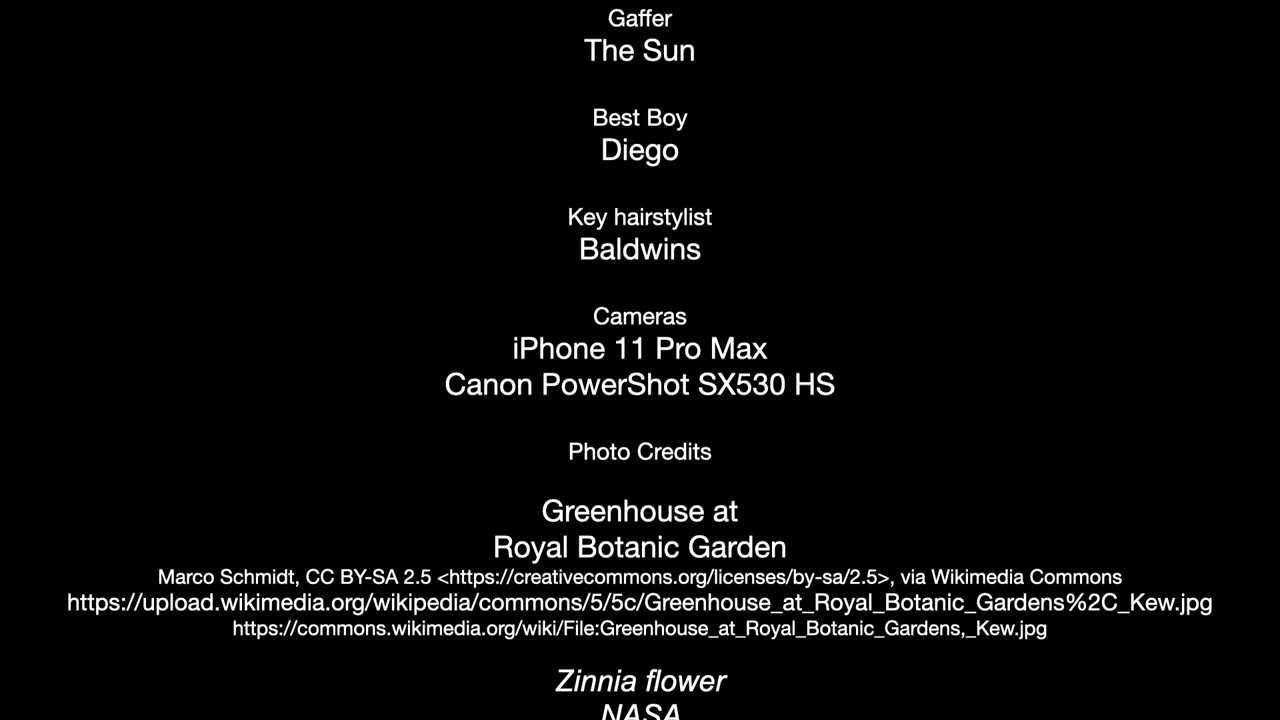 Gaffer
The Sun
Best Boy
Diego
Key hairstylist
Baldwins
Cameras
iPhone 11 Pro Max
Canon PowerShot SX530 HS
Photo Credits
Greenhouse at
Royal Botanic Garden
Marco Schmidt, CC BY-SA 2.5 <https://creativecommons.org/licenses/by-sa/2.5>, via Wikimedia Commons
https://upload.wikimedia.org/wikipedia/commons/5/5c/Greenhouse_at_Royal_Botanic_Gardens%2C_Kew.jpg
https://commons.wikimedia.org/wiki/File:Greenhouse_at_Royal_Botanic_Gardens,_Kew.jpg
Zinnia flower
NASA